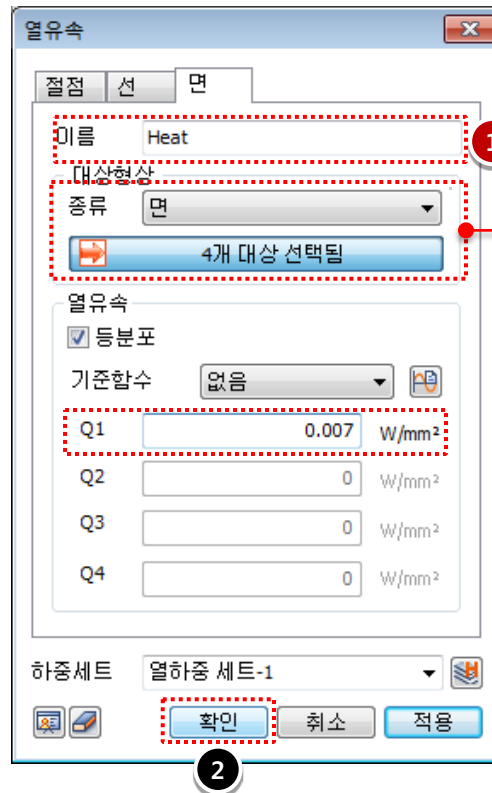 열유속
절점 선 면
이름 Heat
1
대상형상
종류 면
4개 대상 선택됨
열유속
등분포
기준함수 없음
Q1 0.007 W/mm²
Q2 0 W/mm²
Q3 0 W/mm²
Q4 0 W/mm²
하중세트 열하중 세트-1
확인 취소 적용
2